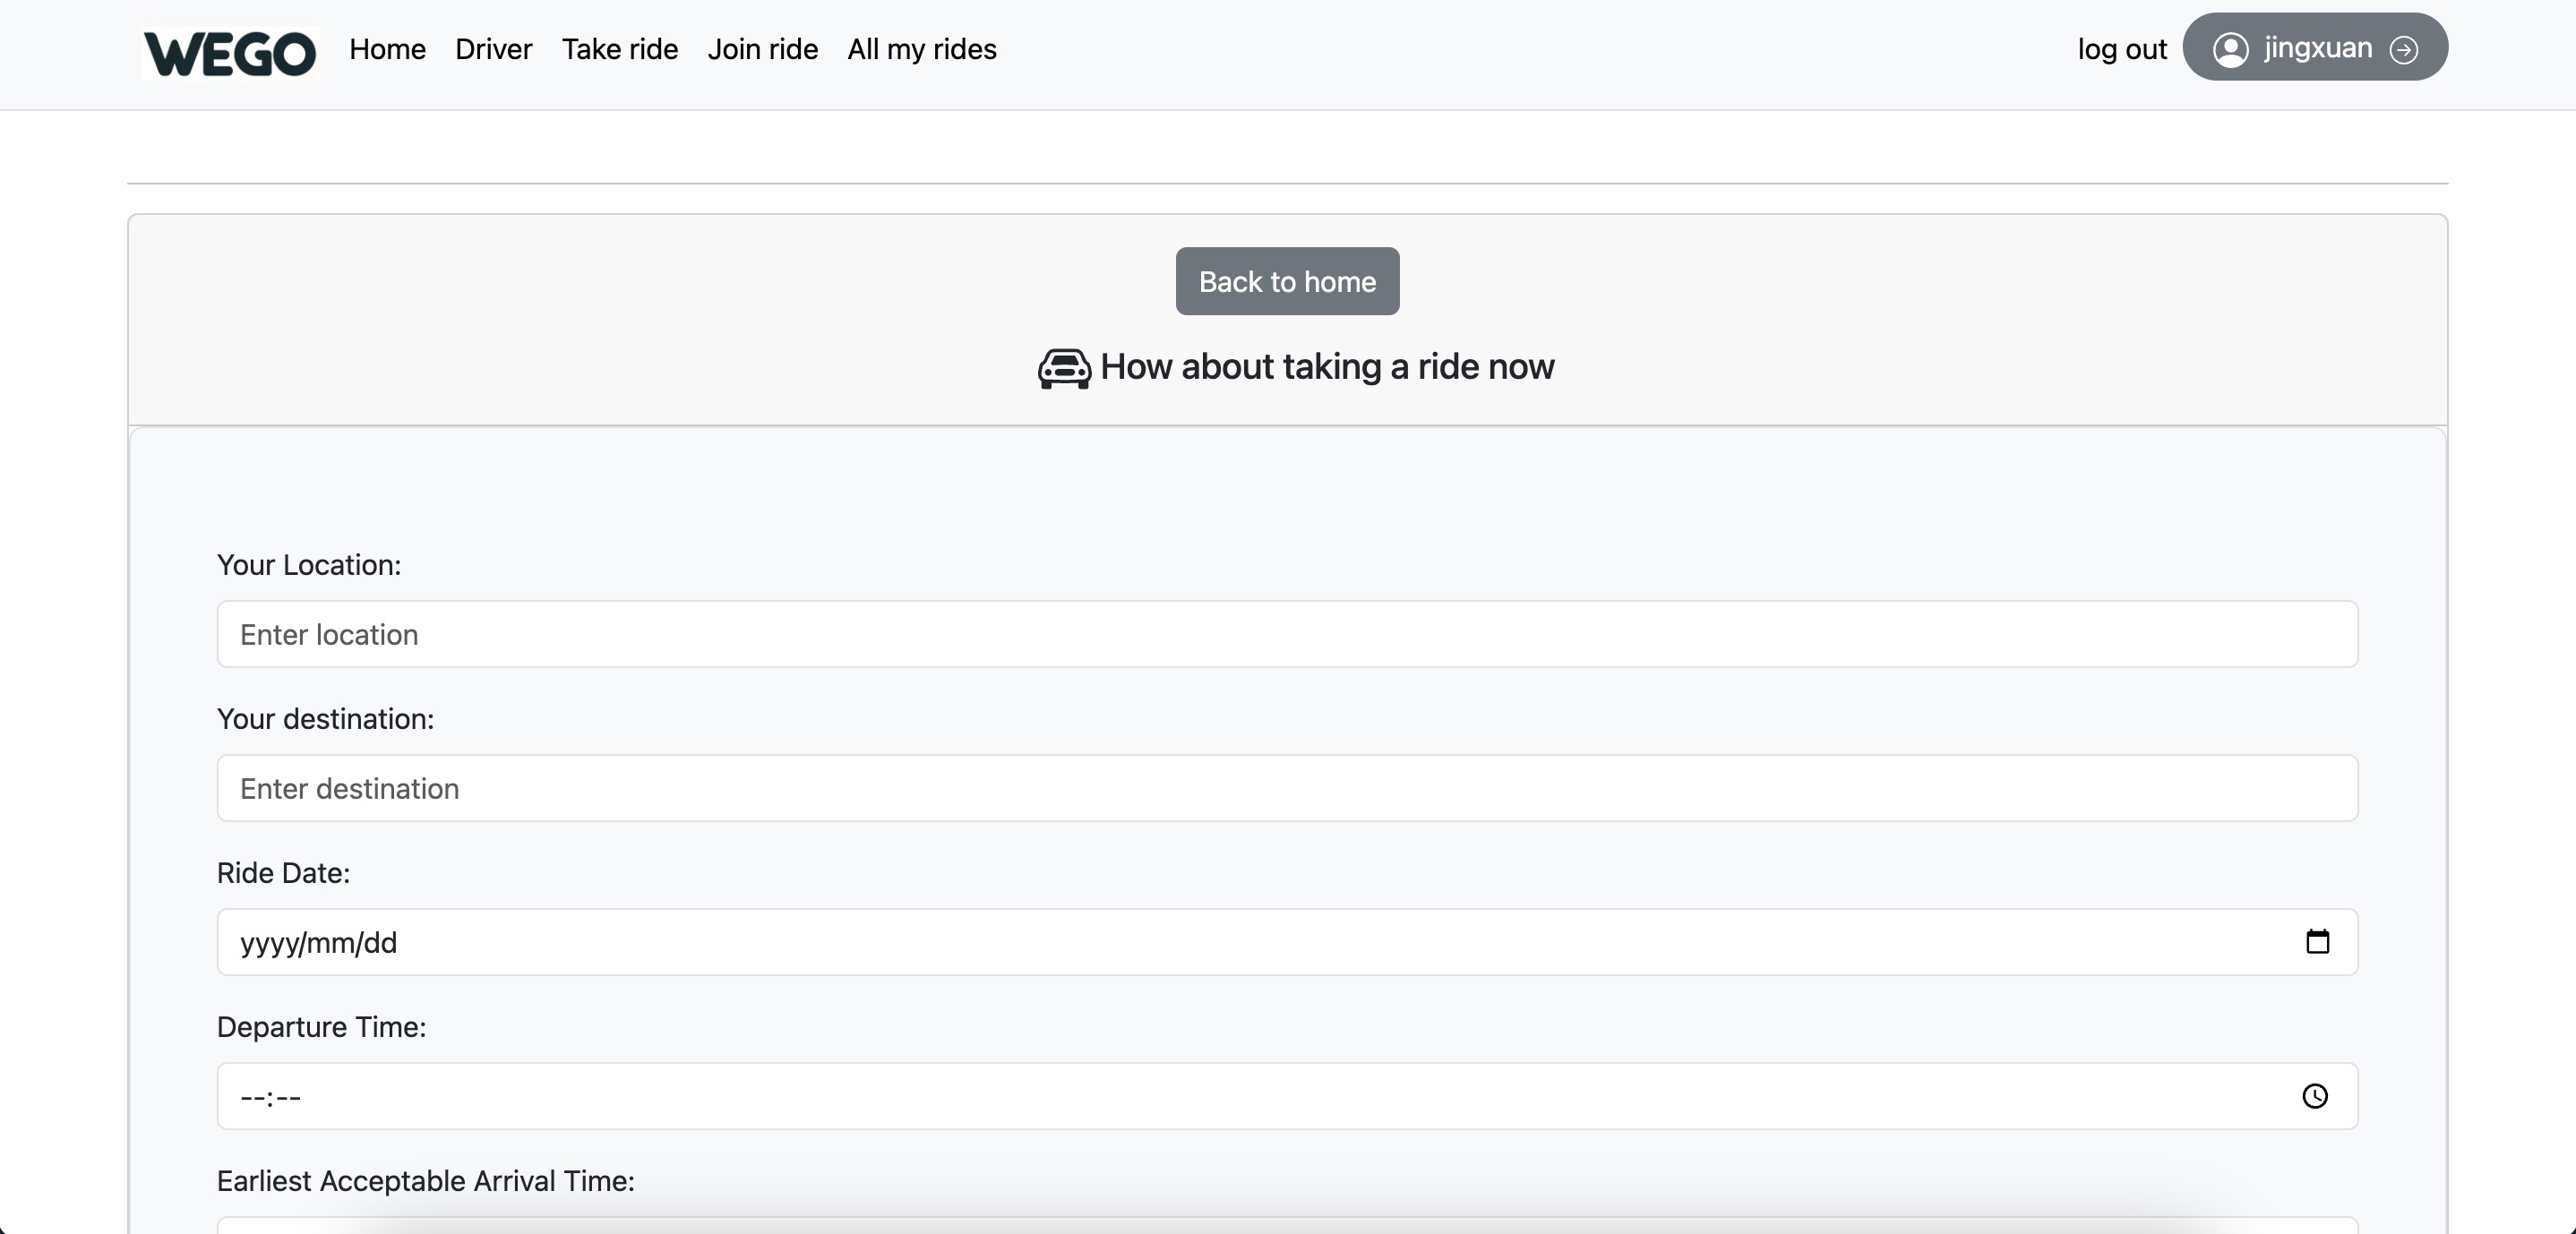 WEGO Home Driver Take ride Join ride All my rides log out jingxuan
Back to home
How about taking a ride now
Your Location:
Enter location
Your destination:
Enter destination
Ride Date:
yyyy/mm/dd
Departure Time:
--:--
Earliest Acceptable Arrival Time: